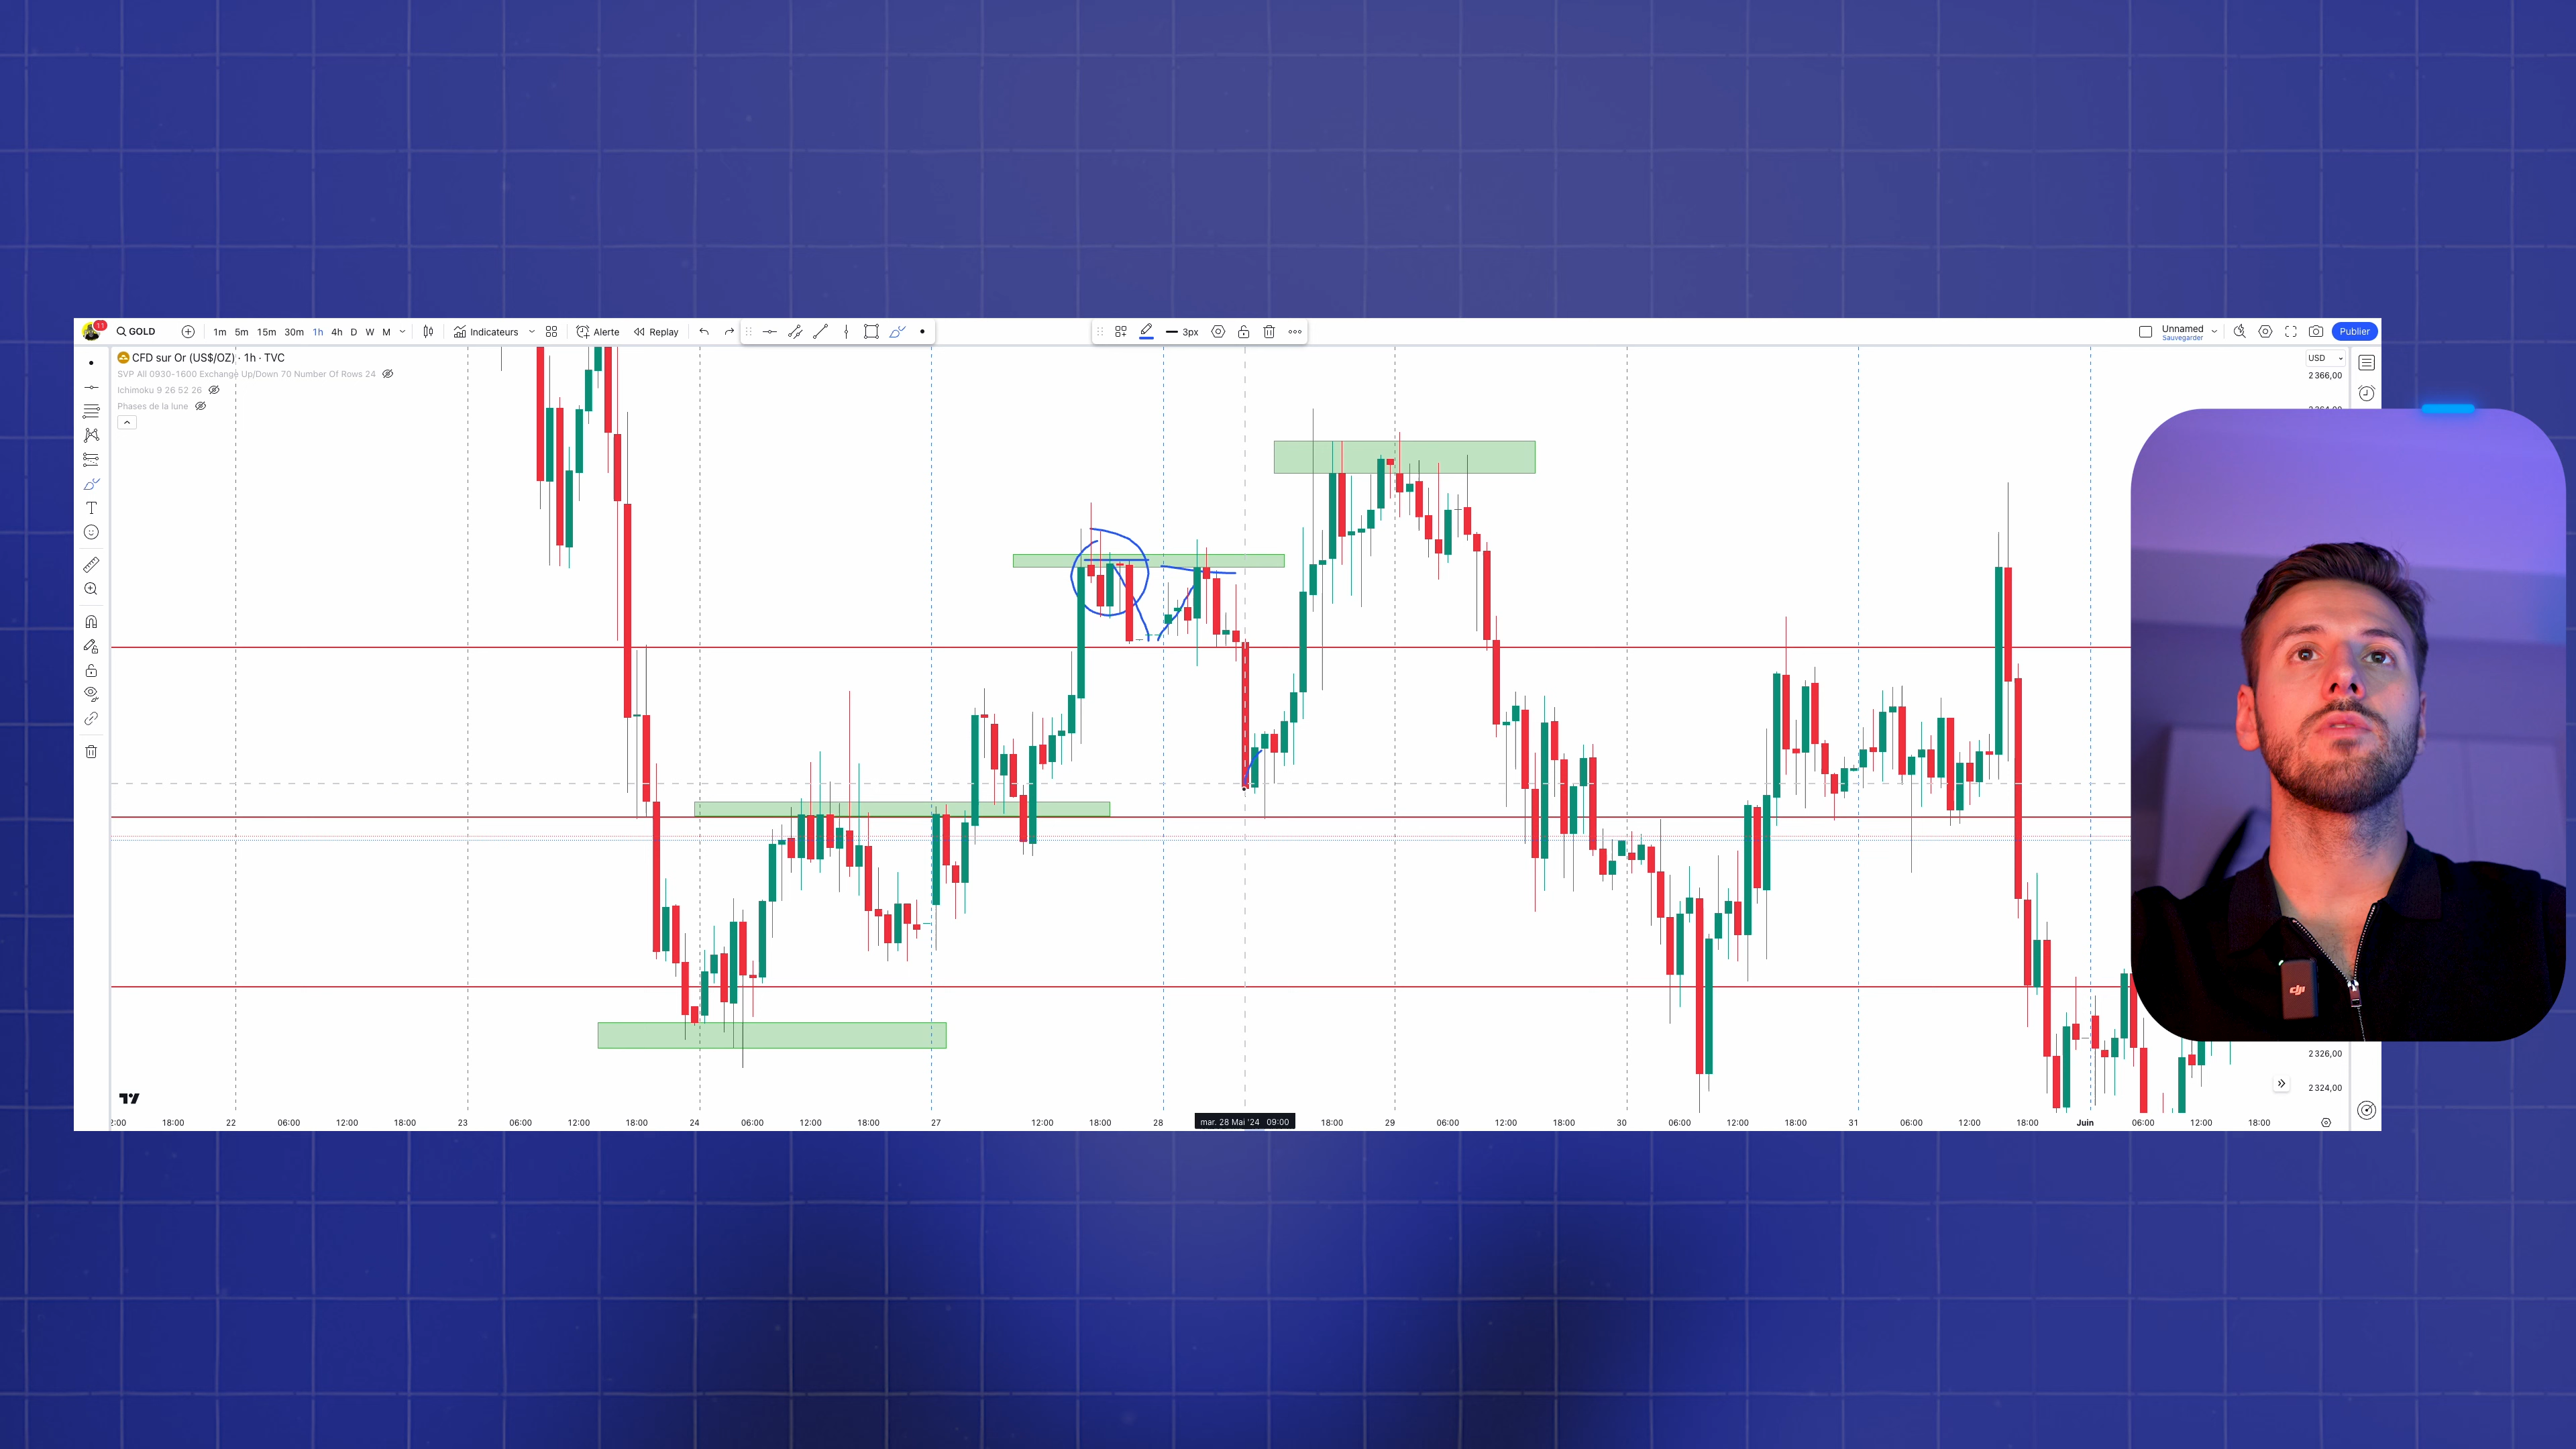 11 GOLD 1m 5m 15m 30m 1h 4h D W M Indicateurs Alerte Replay 3px Unnamed Publier
Sauvegarder
CFD sur Or (US$/OZ) · 1h · TVC
USD
SVP All 0930-1600 Exchange Up/Down 70 Number Of Rows 24
2 366,00
Ichimoku 9 26 52 26
Phases de la lune
dji
2 326,00
2 324,00
18:00 22 06:00 12:00 18:00 23 06:00 12:00 18:00 24 06:00 12:00 18:00 27 12:00 18:00 28 mar. 28 Mai '24 09:00 18:00 29 06:00 12:00 18:00 30 06:00 12:00 18:00 31 06:00 12:00 18:00 Juin 06:00 12:00 18:00